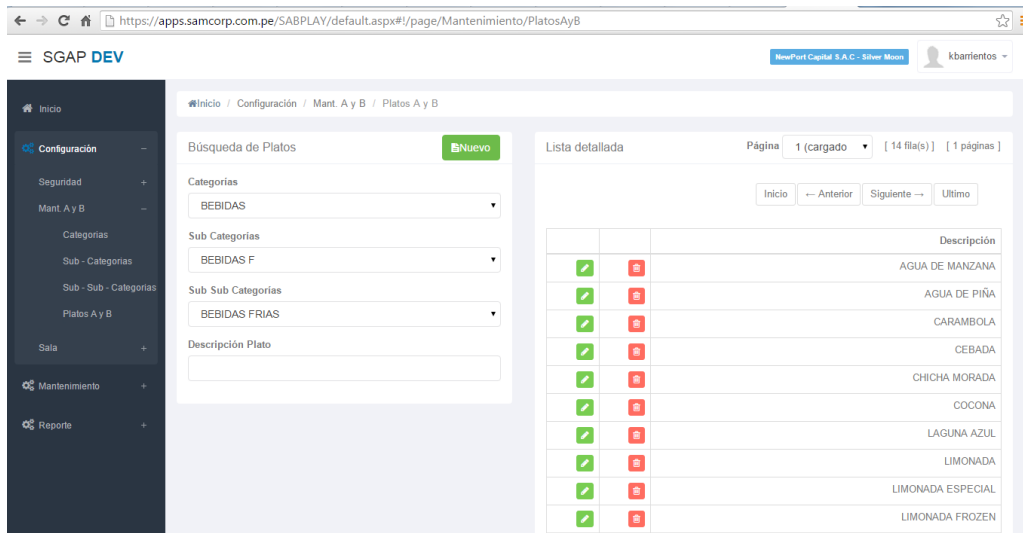 https://apps.samcorp.com.pe/SABPLAY/default.aspx#!/page/Mantenimiento/PlatosAyB
SGAP DEV
NewPort Capital S.A.C - Silver Moon
kbarrientos
Inicio
Configuración
Seguridad
Mant. A y B
Categorias
Sub - Categorias
Sub - Sub - Categorias
Platos A y B
Sala
Mantenimiento
Reporte
Inicio / Configuración / Mant. A y B / Platos A y B
Búsqueda de Platos
Nuevo
Categorías
BEBIDAS
Sub Categorías
BEBIDAS F
Sub Sub Categorías
BEBIDAS FRIAS
Descripción Plato
Lista detallada
Página 1 (cargado [ 14 fila(s) ] [ 1 páginas ]
Inicio ← Anterior Siguiente → Ultimo
Descripción
AGUA DE MANZANA
AGUA DE PIÑA
CARAMBOLA
CEBADA
CHICHA MORADA
COCONA
LAGUNA AZUL
LIMONADA
LIMONADA ESPECIAL
LIMONADA FROZEN